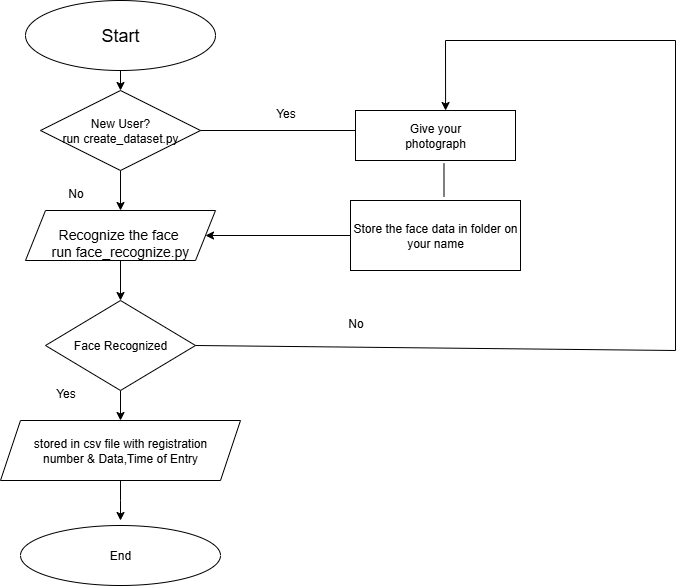 Start
New User?
run create_dataset.py
Yes
Give your
photograph
No
Recognize the face
run face_recognize.py
Store the face data in folder on
your name
No
Face Recognized
Yes
stored in csv file with registration
number & Data,Time of Entry
End